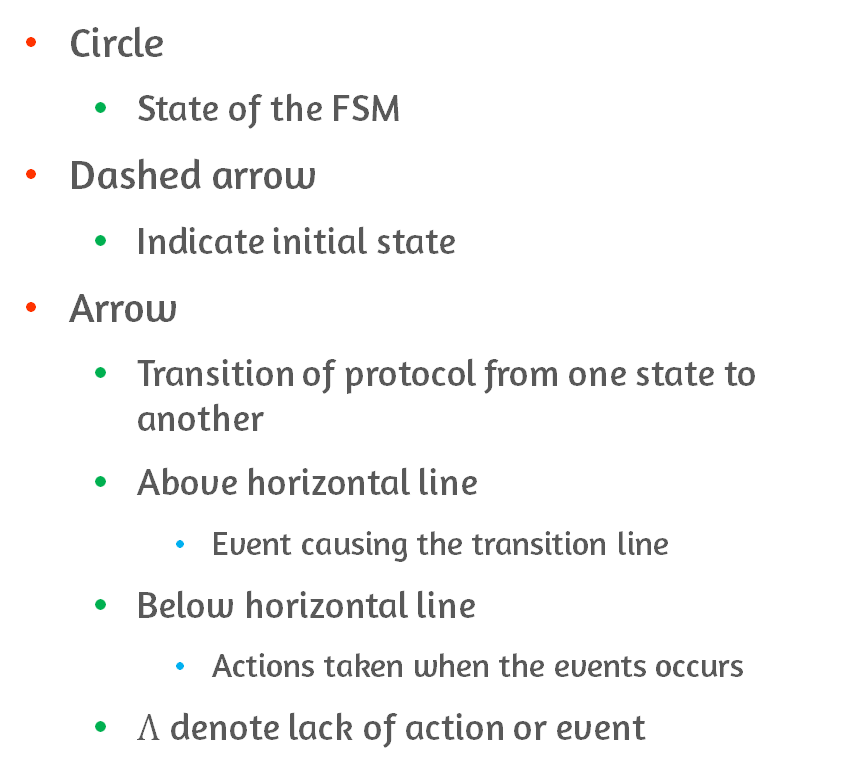 • Circle
• State of the FSM
• Dashed arrow
• Indicate initial state
• Arrow
• Transition of protocol from one state to
another
• Above horizontal line
• Event causing the transition line
• Below horizontal line
• Actions taken when the events occurs
• Λ denote lack of action or event